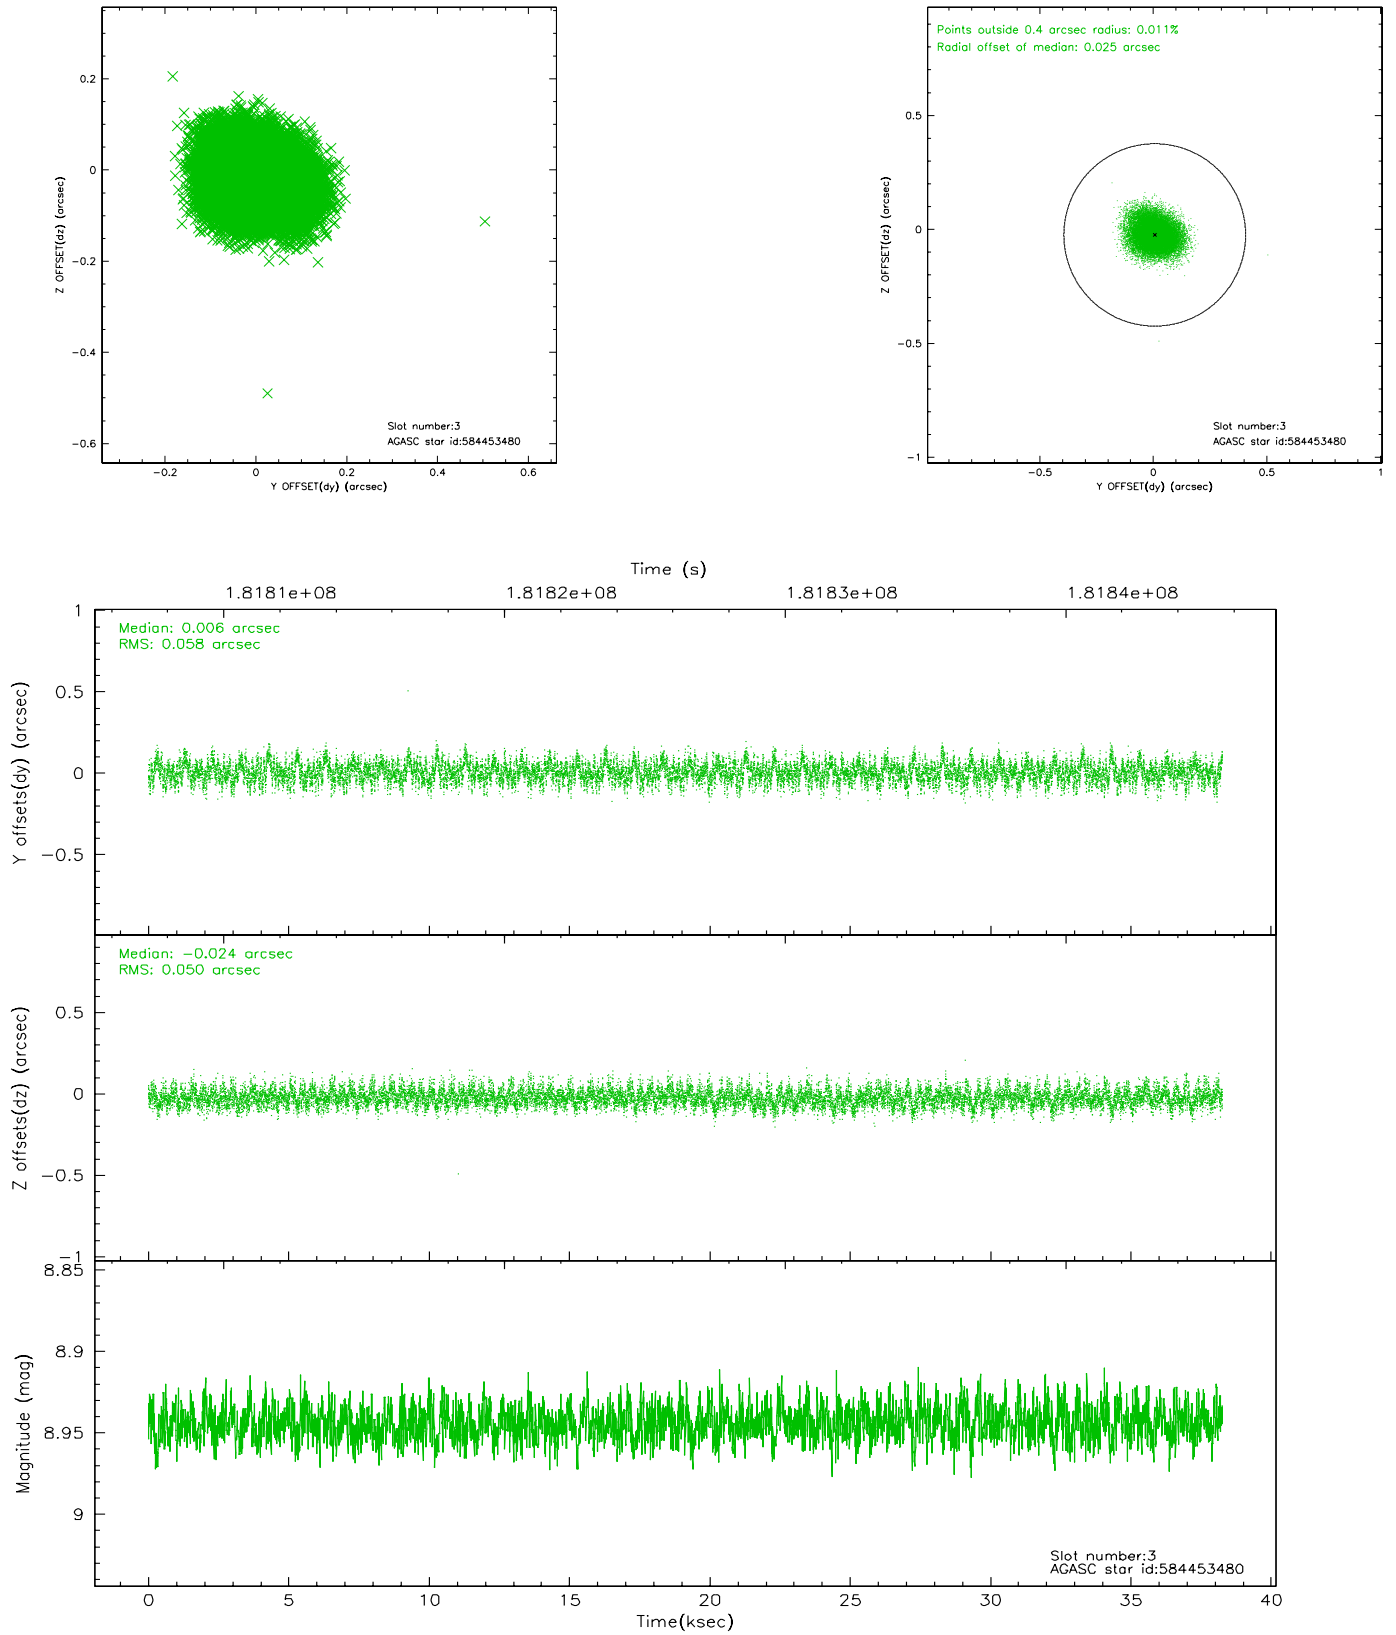 0.2
0
-0.2
-0.4
-0.6
Z OFFSET(dz) (arcsec)
Slot number:3
AGASC star id:584453480
-0.2 0 0.2 0.4 0.6
Y OFFSET(dy) (arcsec)
Points outside 0.4 arcsec radius: 0.011%
Radial offset of median: 0.025 arcsec
0.5
0
-0.5
-1
Z OFFSET(dz) (arcsec)
Slot number:3
AGASC star id:584453480
-0.5 0 0.5 1
Y OFFSET(dy) (arcsec)
Time (s)
1.8181e+08 1.8182e+08 1.8183e+08 1.8184e+08
Median: 0.006 arcsec
RMS: 0.058 arcsec
1
0.5
0
-0.5
Y offsets(dy) (arcsec)
Median: -0.024 arcsec
RMS: 0.050 arcsec
0.5
0
-0.5
-1
Z offsets(dz) (arcsec)
8.85
8.9
8.95
9
Magnitude (mag)
Slot number:3
AGASC star id:584453480
0 5 10 15 20 25 30 35 40
Time(ksec)